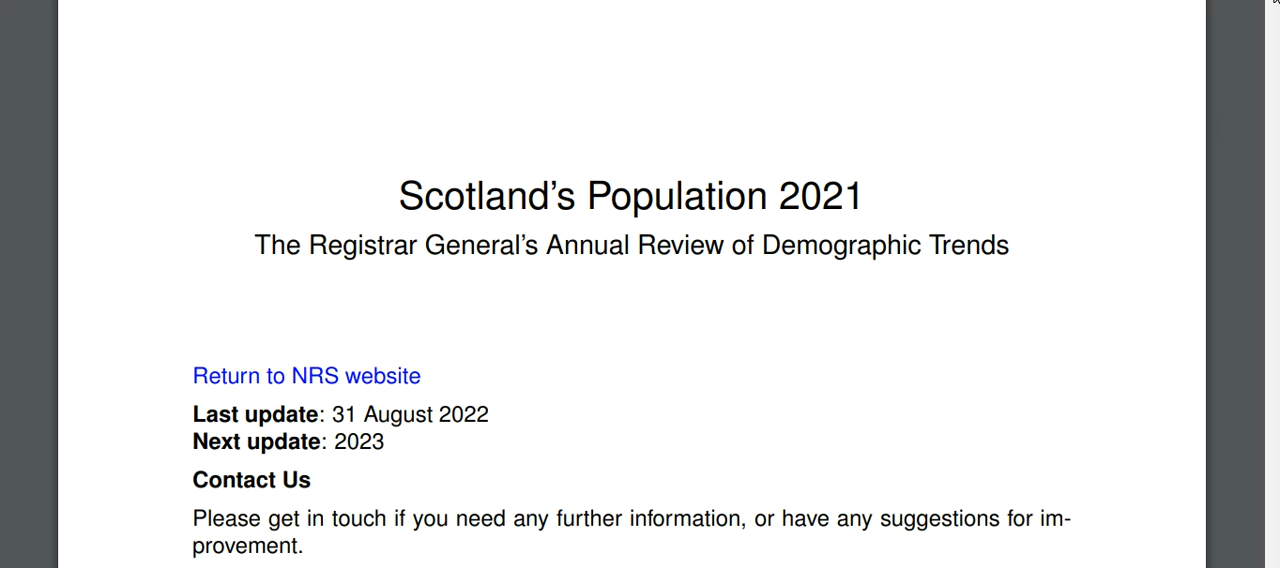 Scotland’s Population 2021
The Registrar General’s Annual Review of Demographic Trends
Return to NRS website
Last update: 31 August 2022
Next update: 2023
Contact Us
Please get in touch if you need any further information, or have any suggestions for im-
provement.